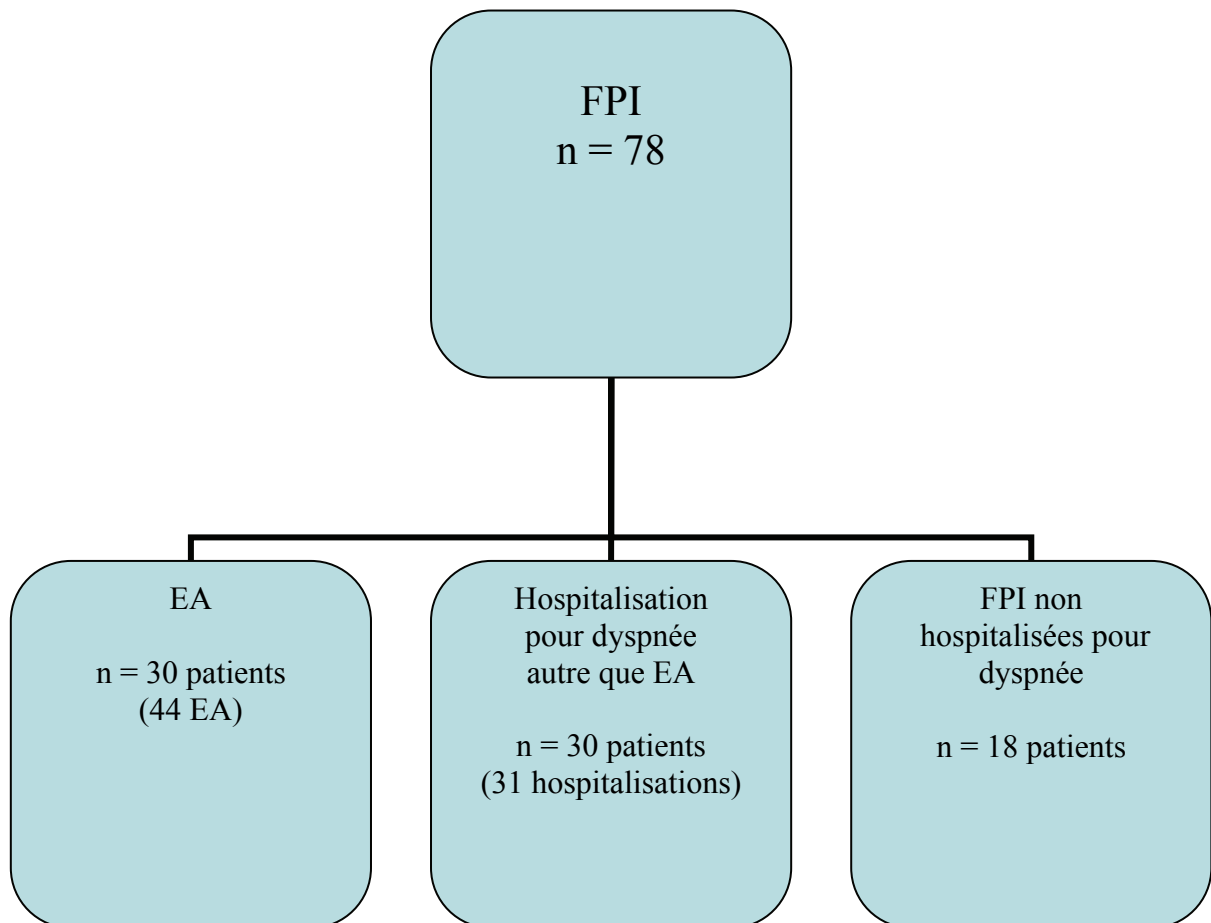 FPI
n = 78
EA
n = 30 patients
(44 EA)
Hospitalisation
pour dyspnée
autre que EA
n = 30 patients
(31 hospitalisations)
FPI non
hospitalisées pour
dyspnée
n = 18 patients